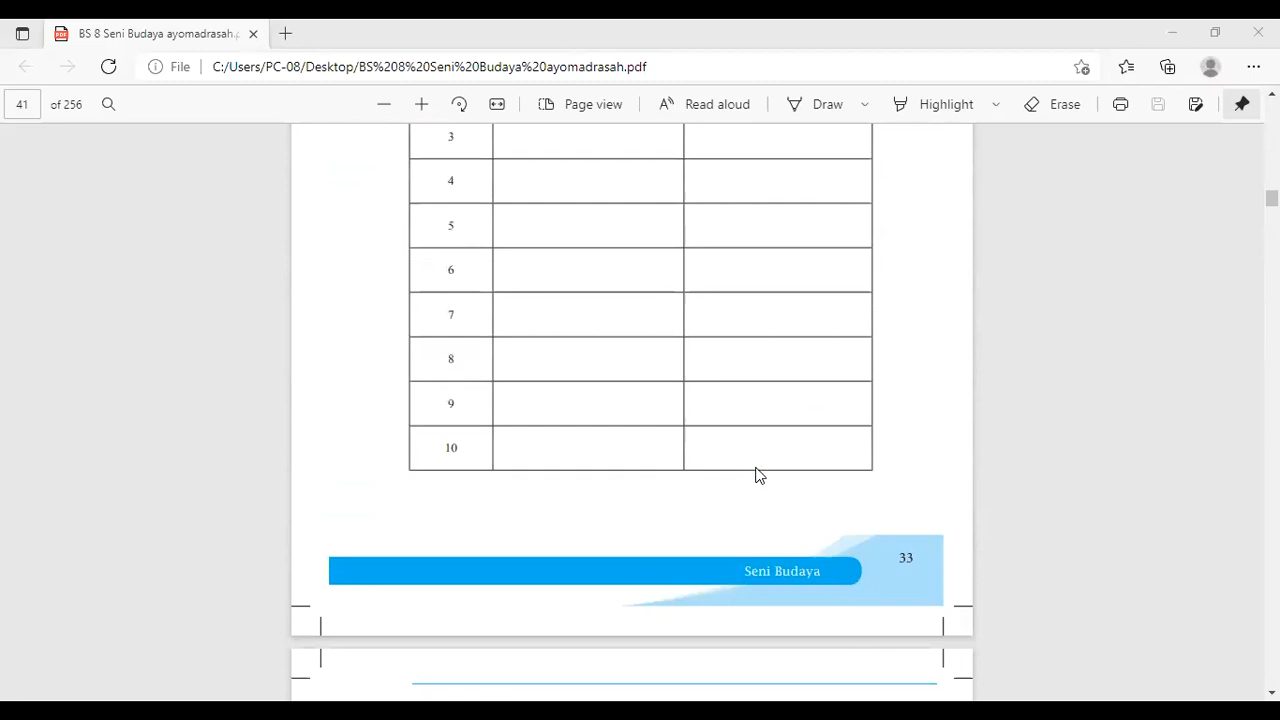 BS 8 Seni Budaya ayomadrasah.p
File C:/Users/PC-08/Desktop/BS%208%20Seni%20Budaya%20ayomadrasah.pdf
41 of 256 Page view Read aloud Draw Highlight Erase
3
4
5
6
7
8
9
10
33
Seni Budaya